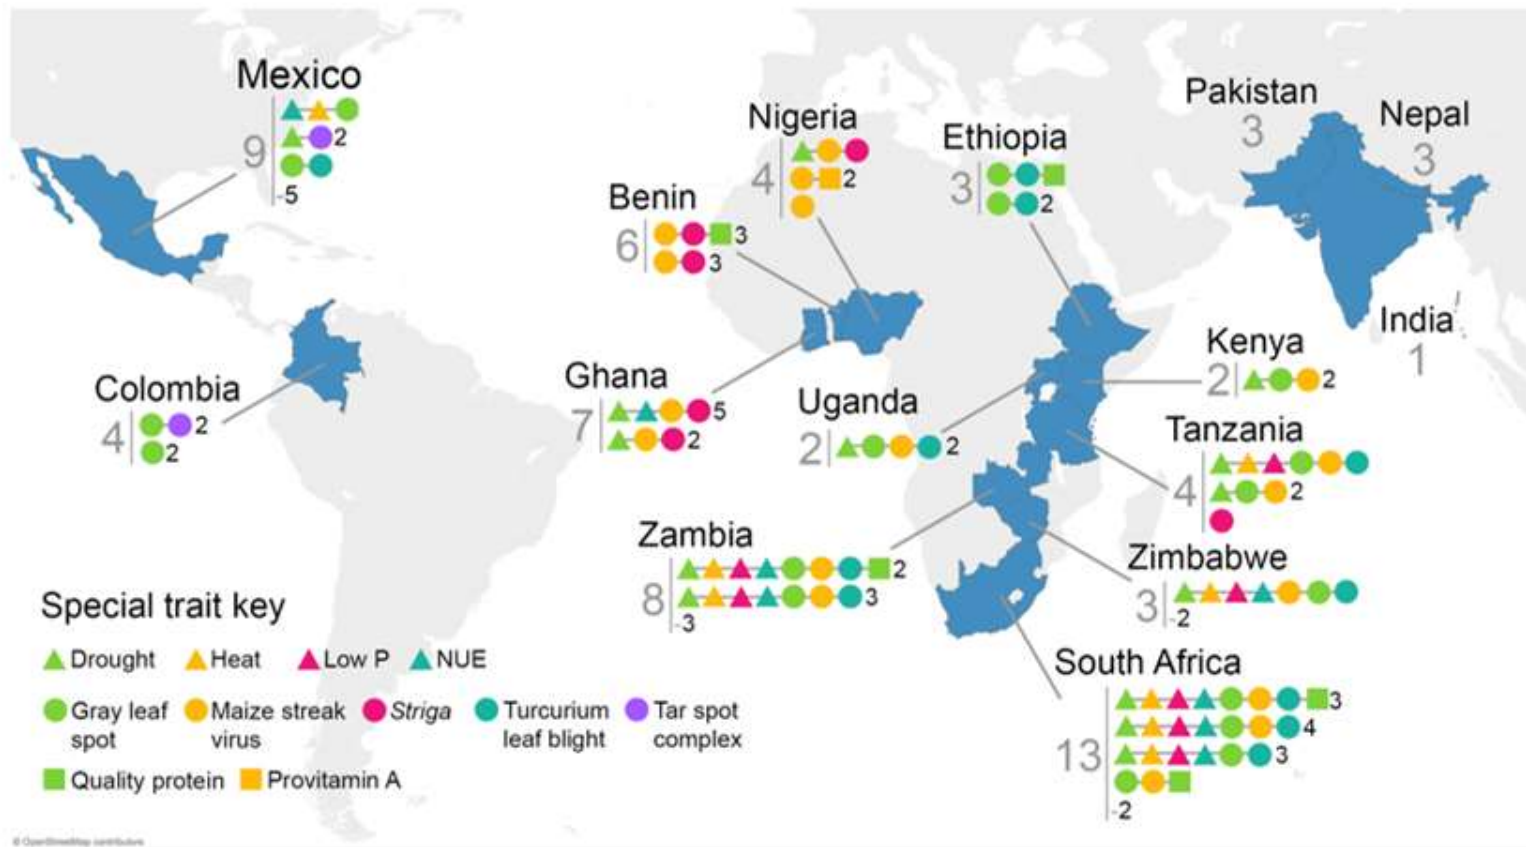 Mexico
9
2
-5
Colombia
4
2
2
Benin
6
3
3
Nigeria
4
2
Ethiopia
3
2
Pakistan
3
Nepal
3
India
1
Ghana
7
5
2
Uganda
2
2
Kenya
2
2
Tanzania
4
2
Zambia
8
2
3
-3
Zimbabwe
3
-2
South Africa
13
3
4
3
-2
Special trait key
Drought Heat Low P NUE
Gray leaf spot
Maize streak virus
Striga
Turcurium leaf blight
Tar spot complex
Quality protein Provitamin A
© OpenStreetMap contributors